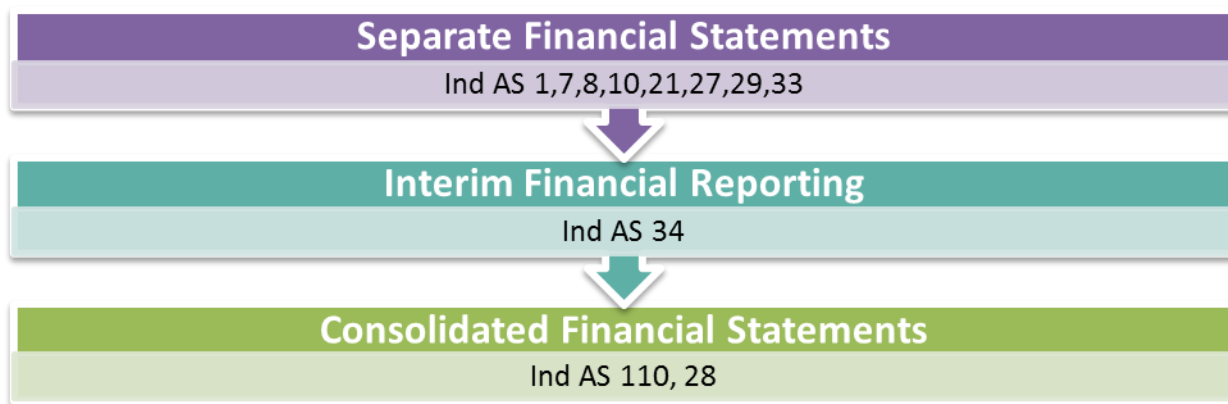 Separate Financial Statements
Ind AS 1,7,8,10,21,27,29,33
Interim Financial Reporting
Ind AS 34
Consolidated Financial Statements
Ind AS 110, 28